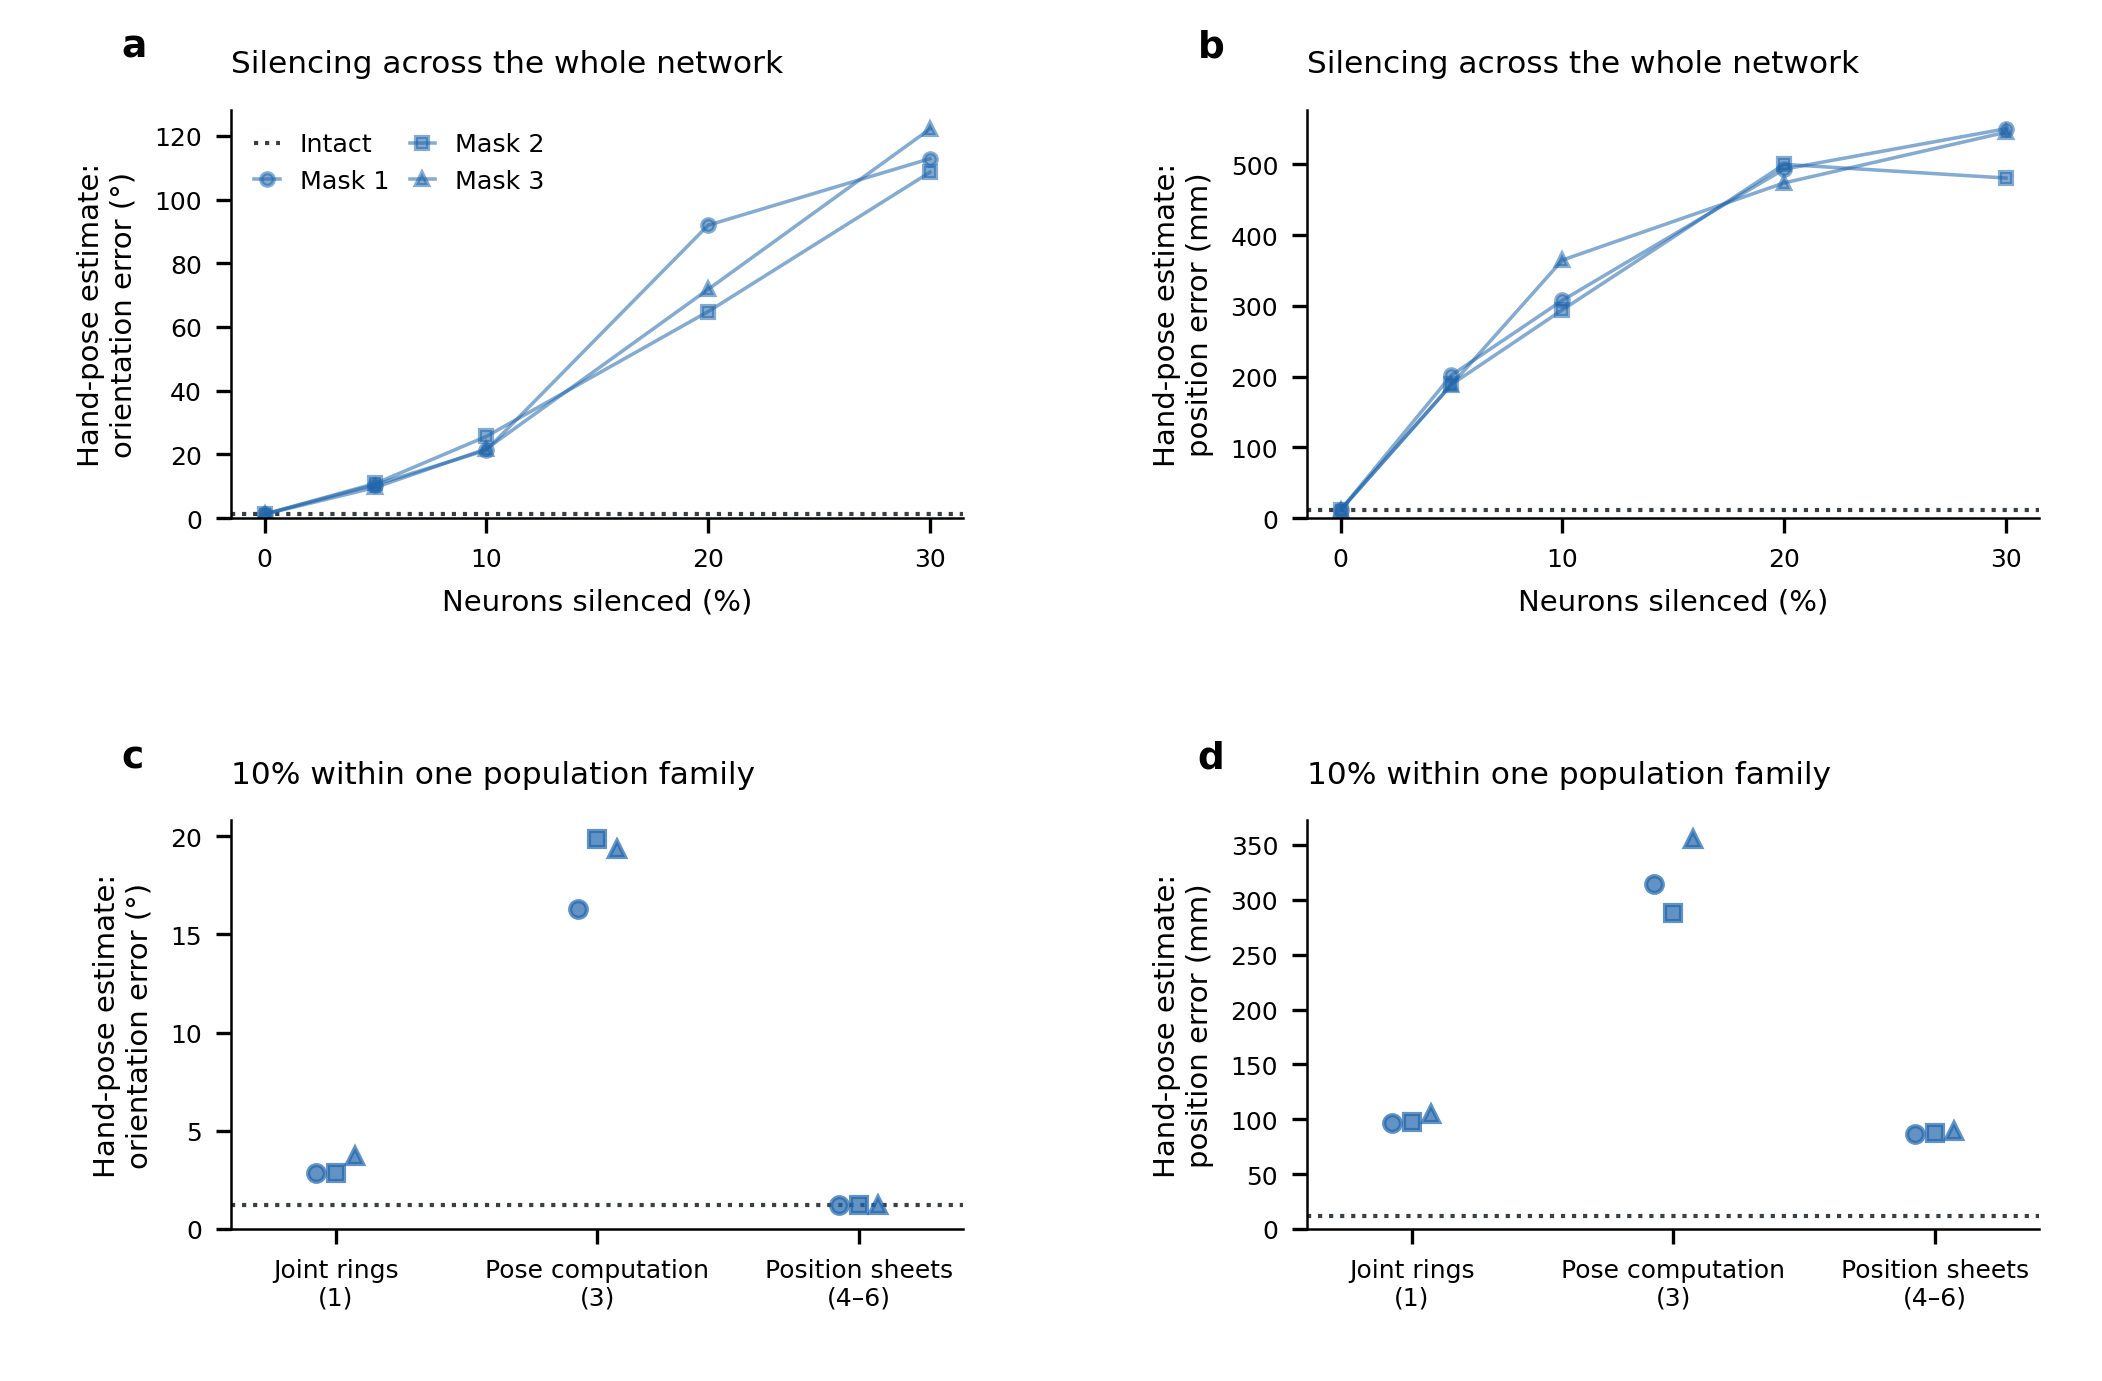 a
Silencing across the whole network
Hand-pose estimate:
orientation error (°)
120
100
80
60
40
20
0
Intact
Mask 1
Mask 2
Mask 3
0 10 20 30
Neurons silenced (%)
b
Silencing across the whole network
Hand-pose estimate:
position error (mm)
500
400
300
200
100
0
0 10 20 30
Neurons silenced (%)
c
10% within one population family
Hand-pose estimate:
orientation error (°)
20
15
10
5
0
Joint rings
(1)
Pose computation
(3)
Position sheets
(4–6)
d
10% within one population family
Hand-pose estimate:
position error (mm)
350
300
250
200
150
100
50
0
Joint rings
(1)
Pose computation
(3)
Position sheets
(4–6)